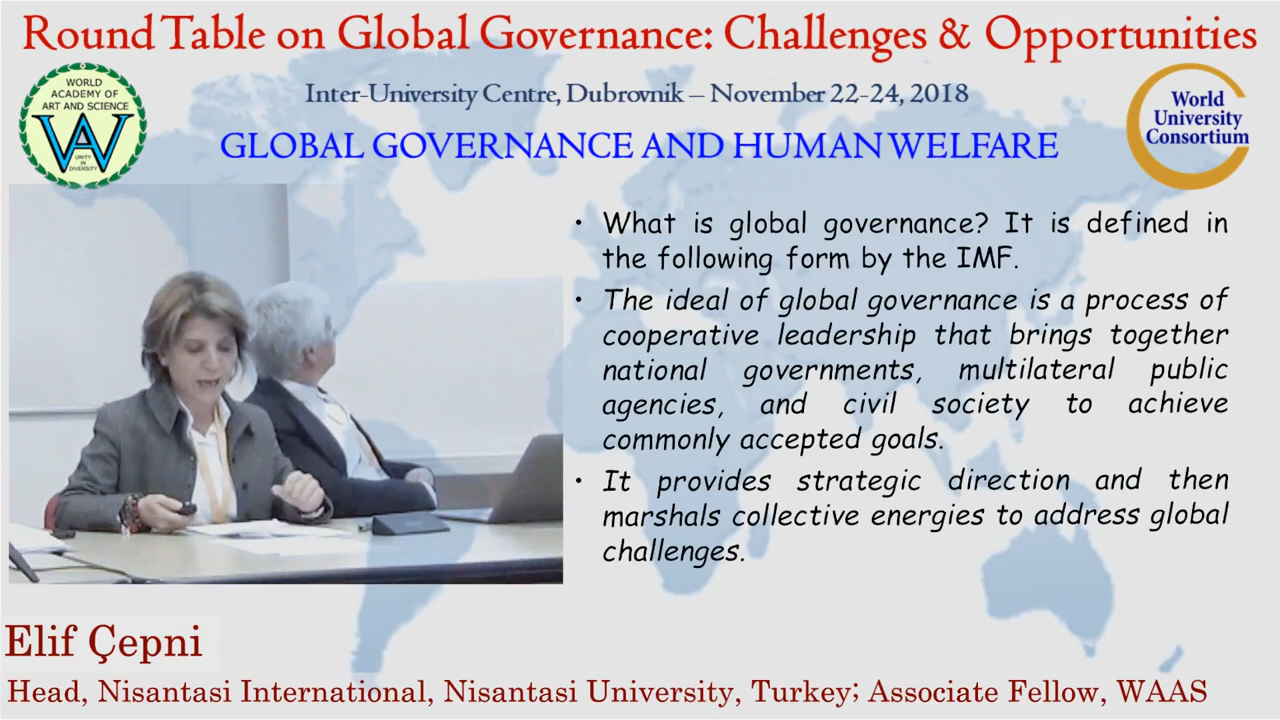 Round Table on Global Governance: Challenges & Opportunities
Inter-University Centre, Dubrovnik – November 22-24, 2018
GLOBAL GOVERNANCE AND HUMAN WELFARE
WORLD
ACADEMY OF
ART AND SCIENCE
WA
UNITY
IN
DIVERSITY
World
University
Consortium
• What is global governance? It is defined in
the following form by the IMF.
• The ideal of global governance is a process of
cooperative leadership that brings together
national governments, multilateral public
agencies, and civil society to achieve
commonly accepted goals.
• It provides strategic direction and then
marshals collective energies to address global
challenges.
Elif Çepni
Head, Nisantasi International, Nisantasi University, Turkey; Associate Fellow, WAAS